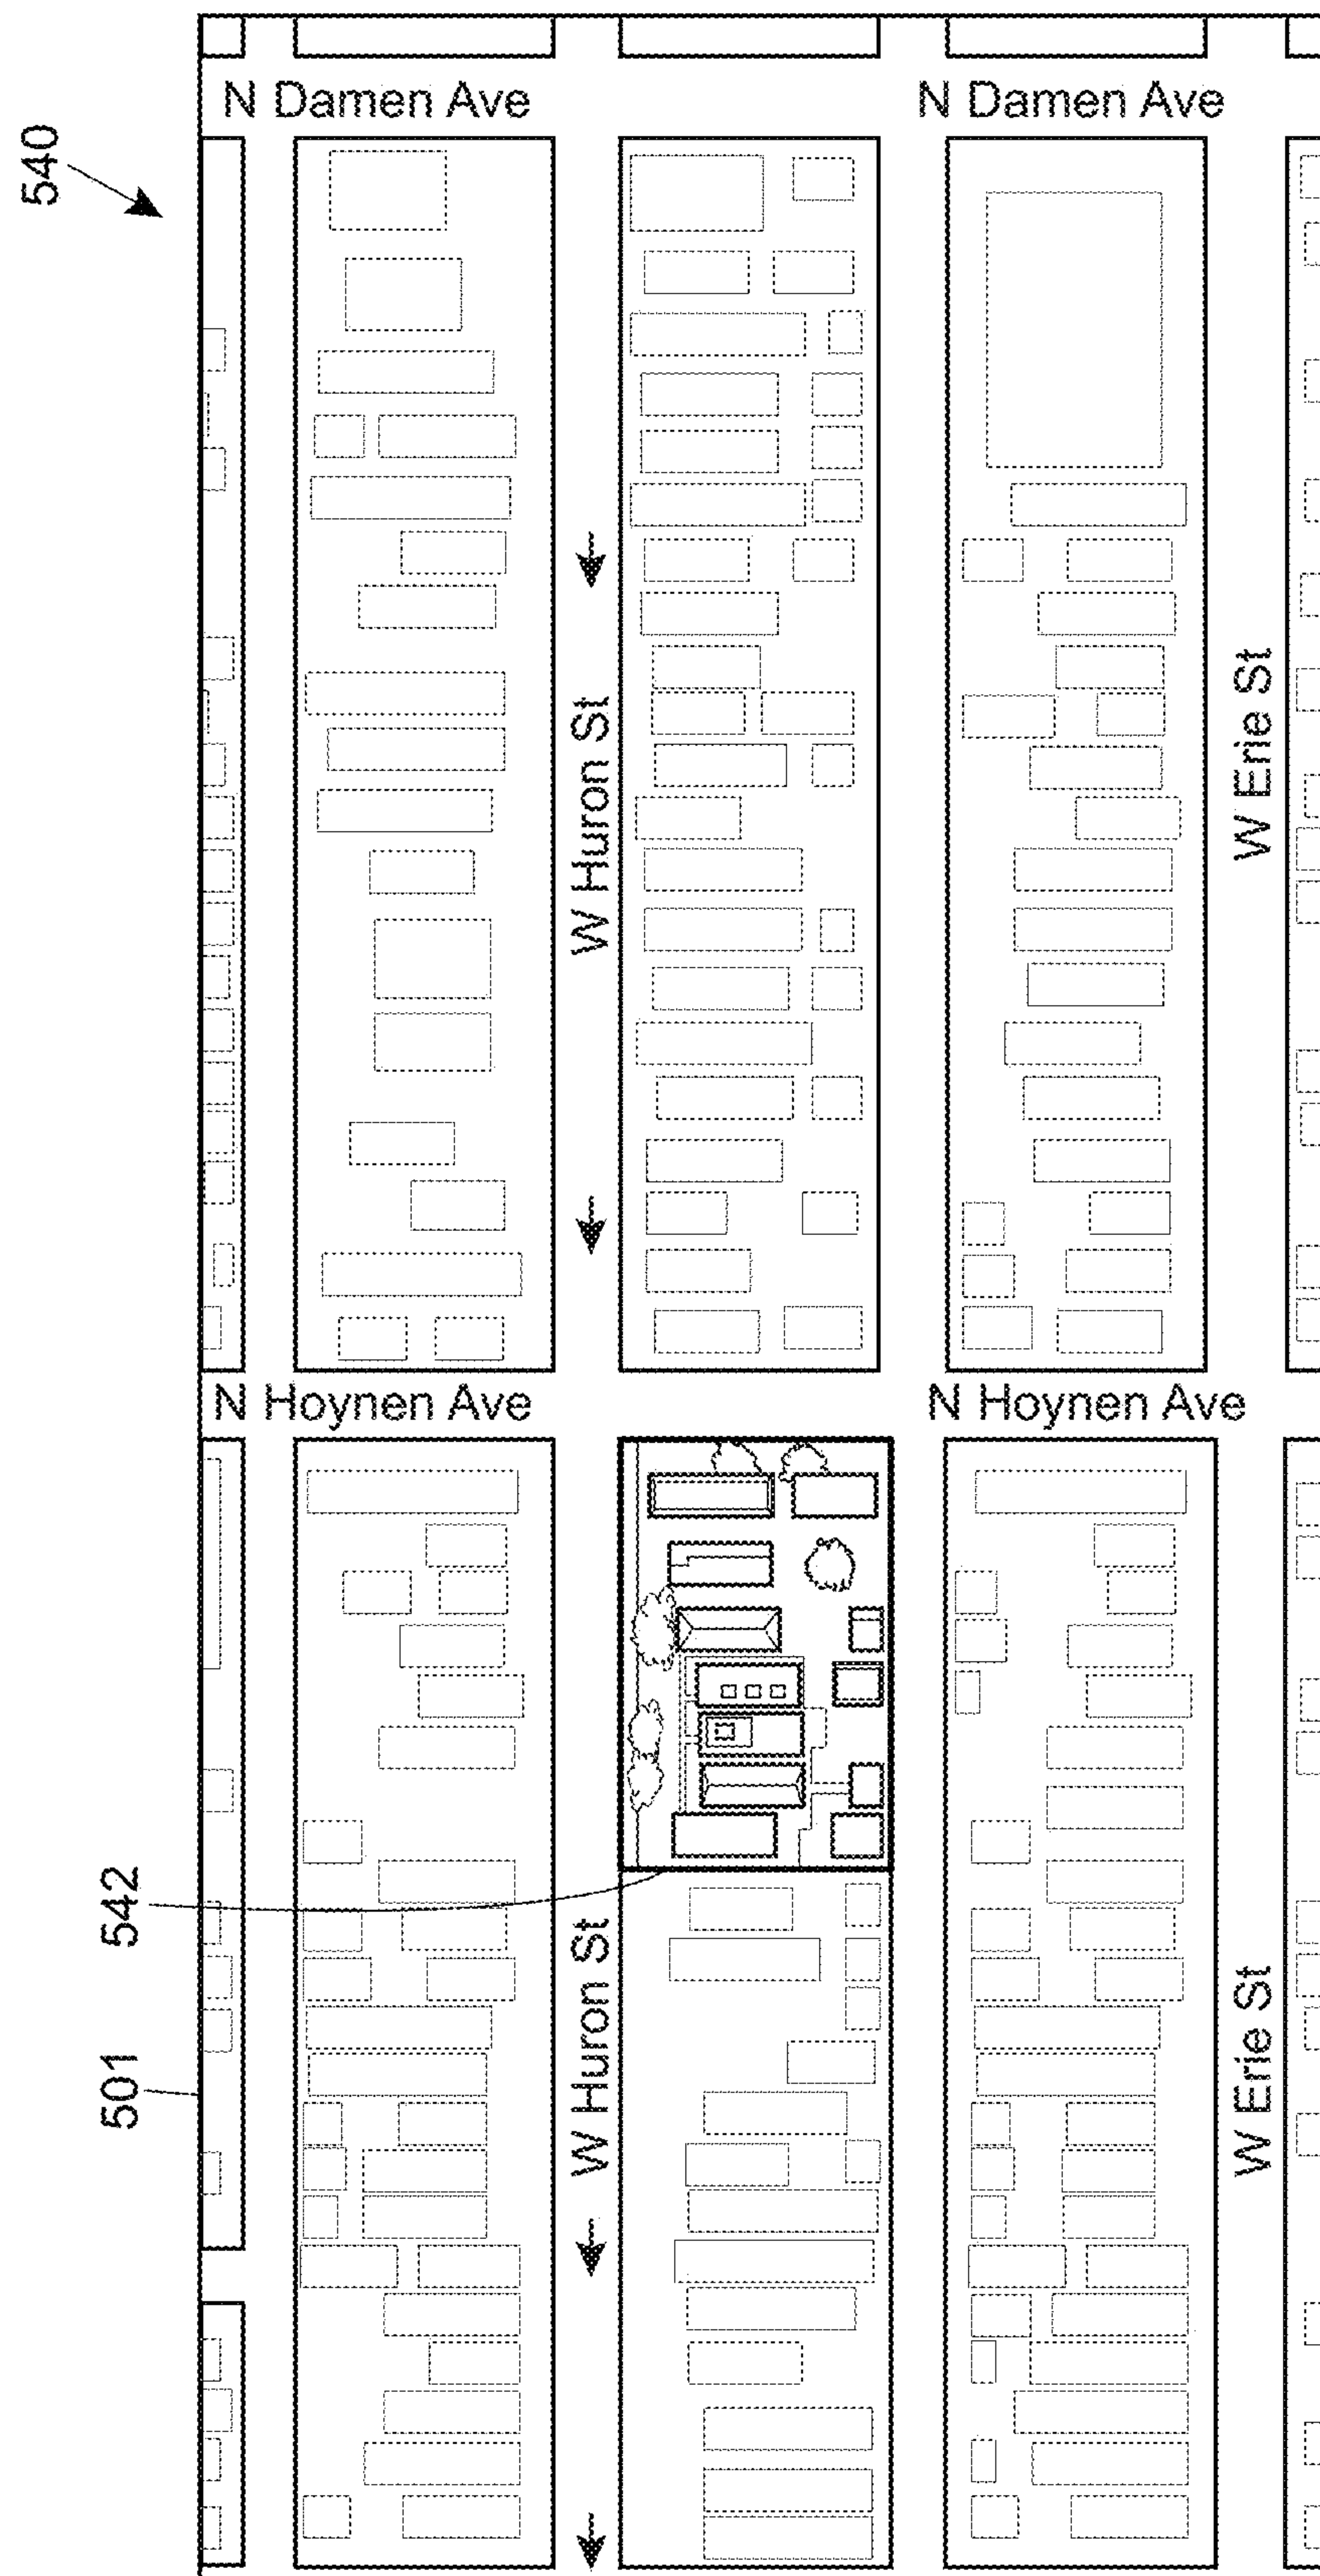 540
N Damen Ave
N Damen Ave
W Huron St
W Erie St
N Hoynen Ave
N Hoynen Ave
542
501
W Huron St
W Erie St